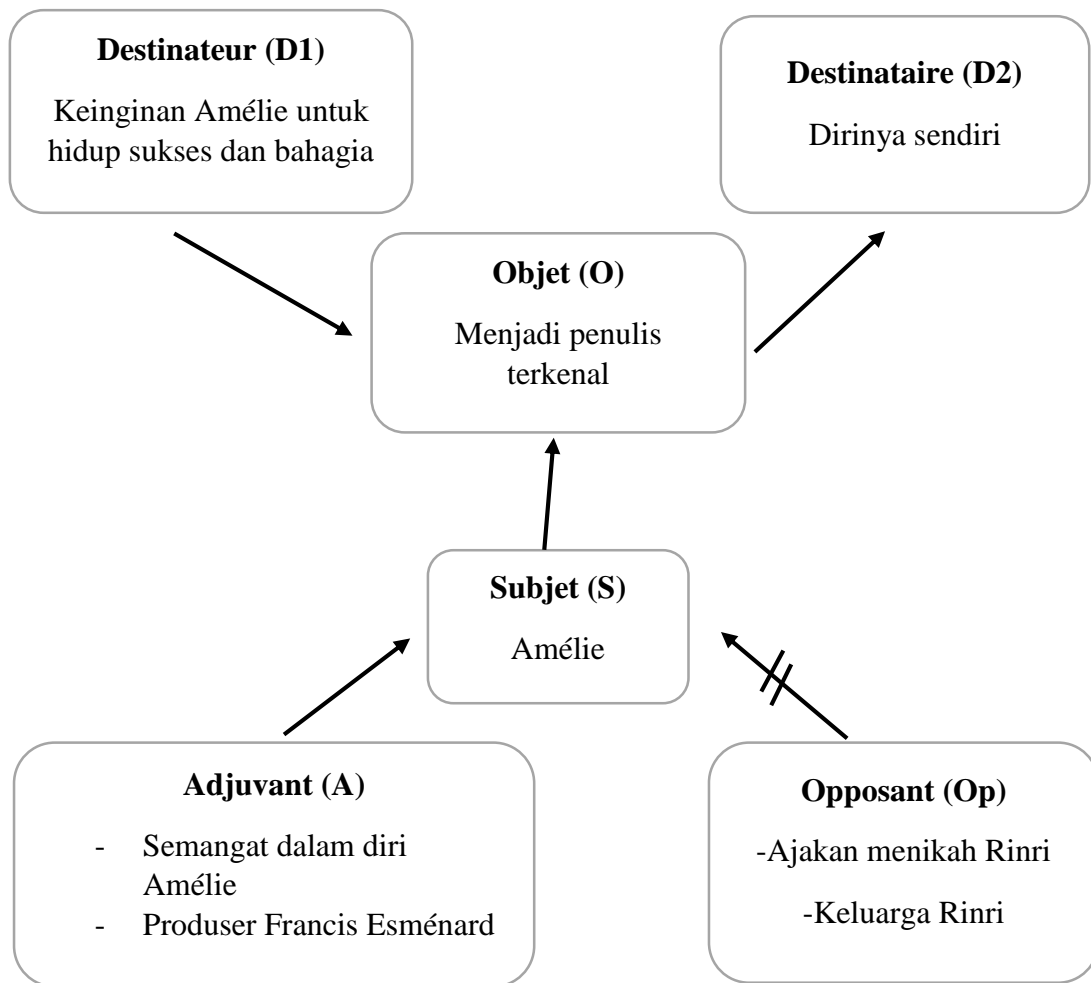 Destinateur (D1)
Keinginan Amélie untuk
hidup sukses dan bahagia
Destinataire (D2)
Dirinya sendiri
Objet (O)
Menjadi penulis
terkenal
Subjet (S)
Amélie
Adjuvant (A)
- Semangat dalam diri
Amélie
- Produser Francis Esménard
Opposant (Op)
-Ajakan menikah Rinri
-Keluarga Rinri